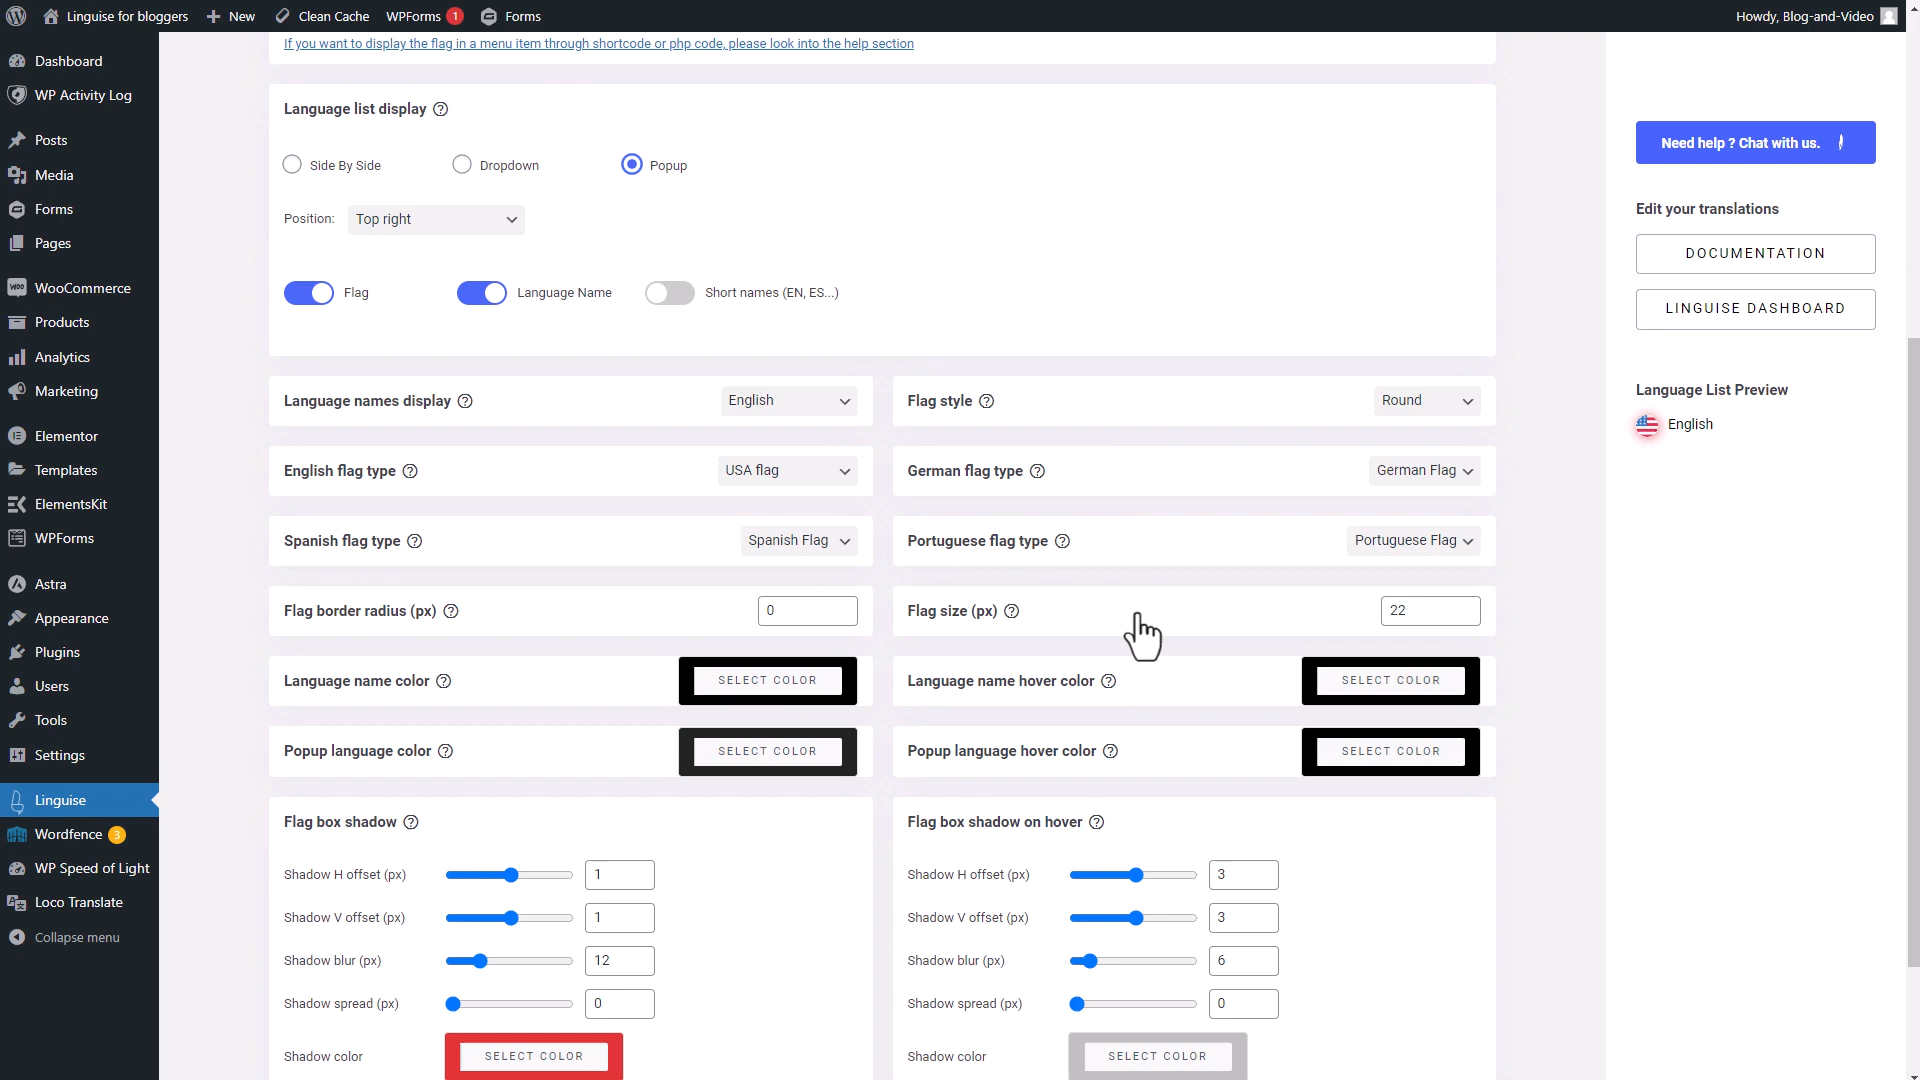 Linguise for bloggers
New
Clean Cache
WPForms 1
Forms
Howdy, Blog-and-Video
Dashboard
WP Activity Log
Posts
Media
Forms
Pages
WooCommerce
Products
Analytics
Marketing
Elementor
Templates
ElementsKit
WPForms
Appearance
Astra
Plugins
Users
Tools
Settings
Linguise
Wordfence 3
WP Speed of Light
Loco Translate
Collapse menu
If you want to display the flag in a menu item through shortcode or php code, please look into the help section
Language list display
Side By Side
Dropdown
Popup
Position: Top right
Flag
Language Name
Short names (EN, ES...)
Language names display English
Flag style Round
English flag type USA flag
German flag type German Flag
Spanish flag type Spanish Flag
Portuguese flag type Portuguese Flag
Flag border radius (px) 0
Flag size (px) 22
Language name color SELECT COLOR
Language name hover color SELECT COLOR
Popup language color SELECT COLOR
Popup language hover color SELECT COLOR
Flag box shadow
Shadow H offset (px) 1
Shadow V offset (px) 1
Shadow blur (px) 12
Shadow spread (px) 0
Shadow color SELECT COLOR
Flag box shadow on hover
Shadow H offset (px) 3
Shadow V offset (px) 3
Shadow blur (px) 6
Shadow spread (px) 0
Shadow color SELECT COLOR
Need help ? Chat with us.
Edit your translations
DOCUMENTATION
LINGUISE DASHBOARD
Language List Preview
English